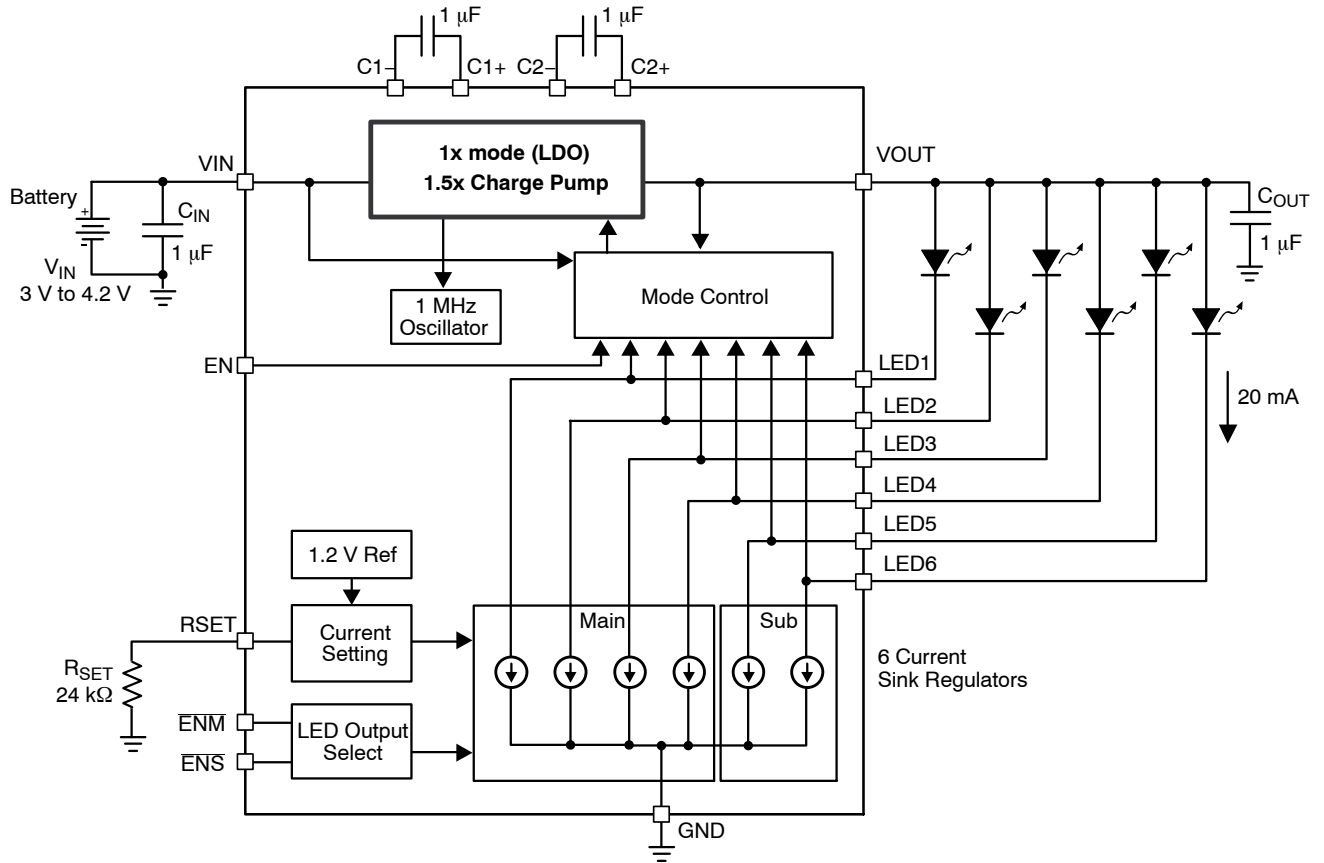 1 μF
1 μF
C1−
C1+
C2−
C2+
1x mode (LDO)
1.5x Charge Pump
VIN
VOUT
Battery
+
-
CIN
1 μF
VIN
3 V to 4.2 V
COUT
1 μF
Mode Control
1 MHz
Oscillator
EN
LED1
LED2
LED3
LED4
LED5
LED6
20 mA
1.2 V Ref
RSET
Current
Setting
RSET
24 kΩ
Main
Sub
6 Current
Sink Regulators
ENM
ENS
LED Output
Select
GND